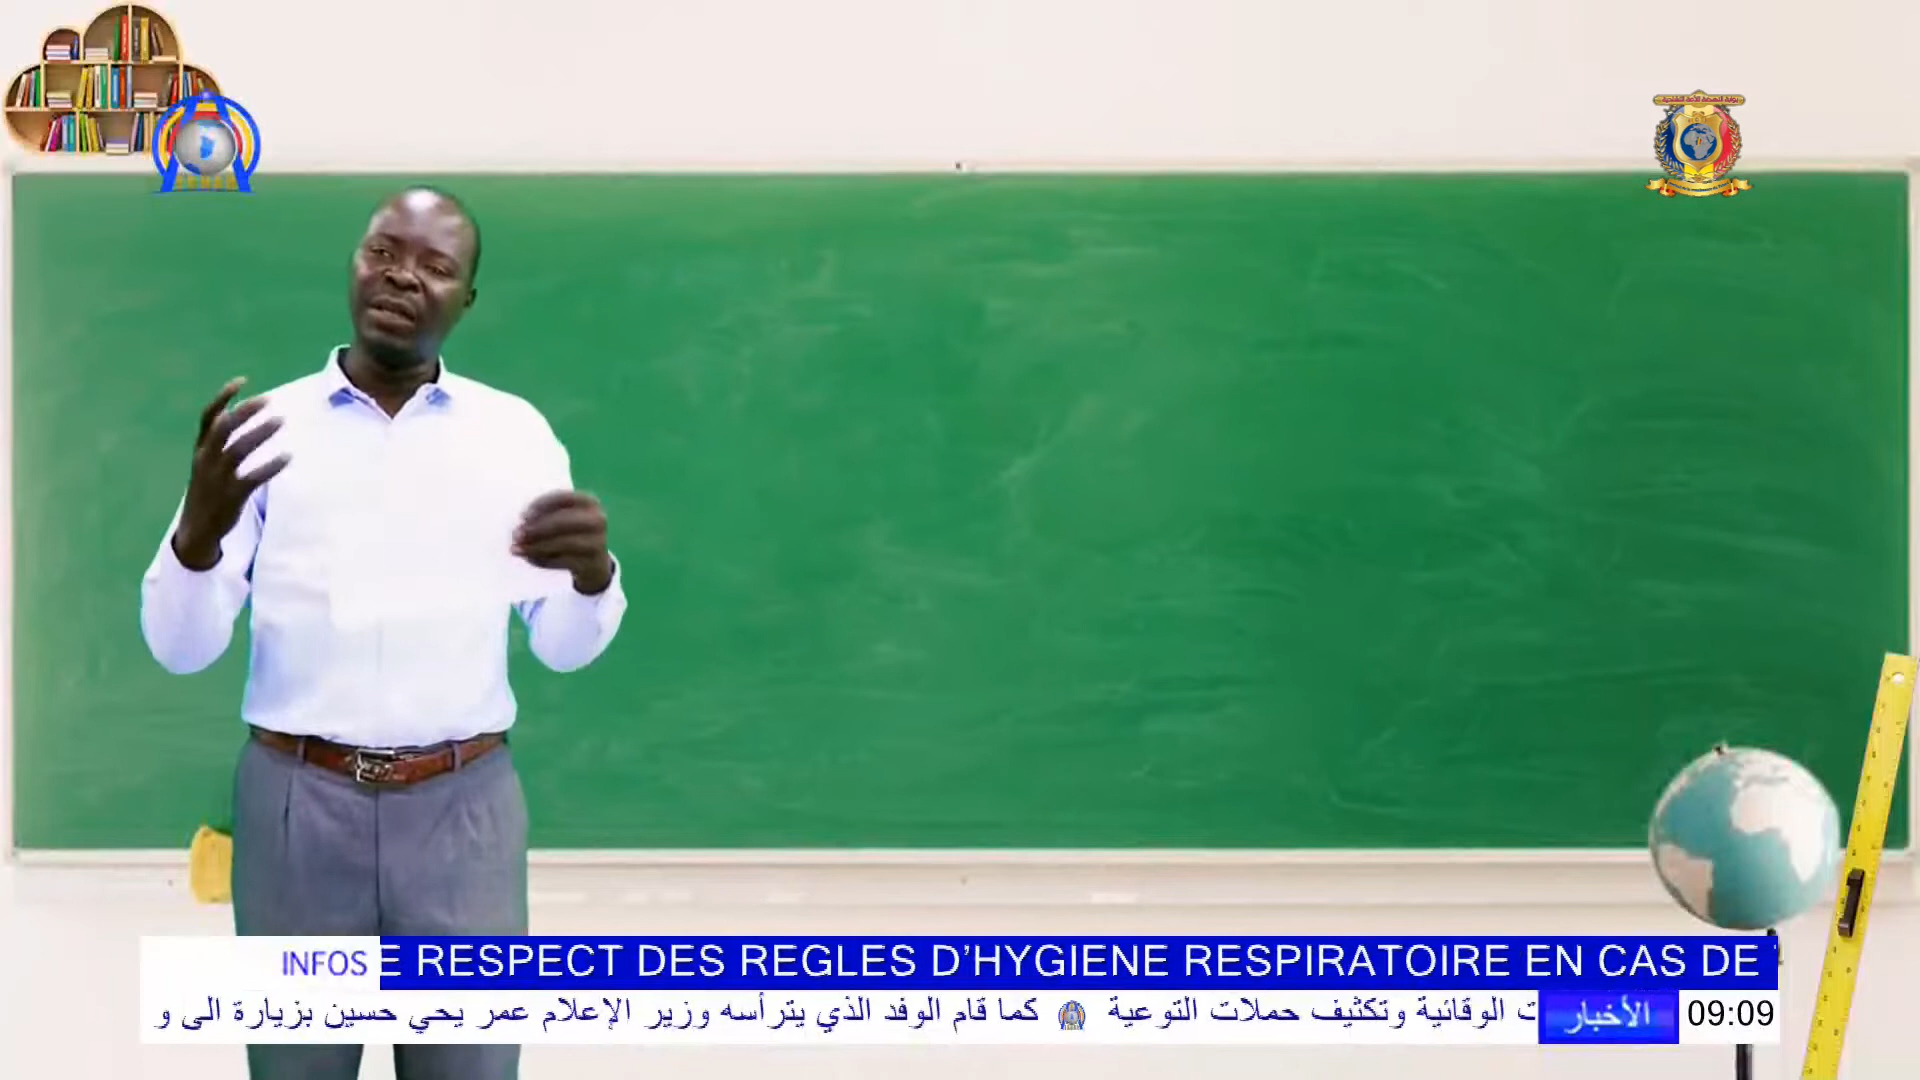 INFOS E RESPECT DES REGLES D’HYGIENE RESPIRATOIRE EN CAS DE
ت الوقائية وتكثيف حملات التوعية كما قام الوفد الذي يترأسه وزير الإعلام عمر يحي حسين بزيارة الى و
الأخبار
09:09